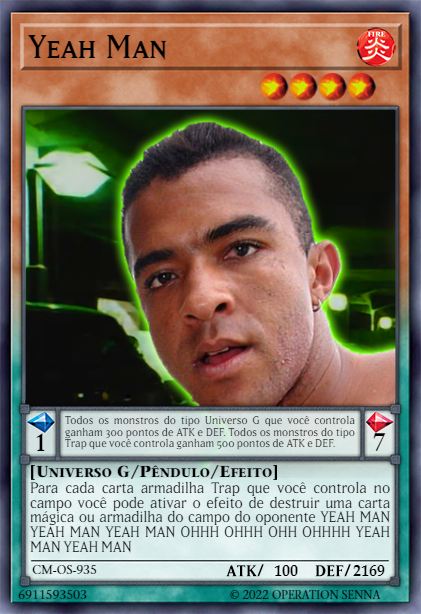 Yeah Man
FIRE
炎
Todos os monstros do tipo Universo G que você controla
ganham 300 pontos de ATK e DEF. Todos os monstros do tipo
Trap que você controla ganham 500 pontos de ATK e DEF.
1
7
[Universo G/Pêndulo/Efeito]
Para cada carta armadilha Trap que você controla no
campo você pode ativar o efeito de destruir uma carta
mágica ou armadilha do campo do oponente YEAH MAN
YEAH MAN YEAH MAN OHHH OHHH OHH OHHHH YEAH
MAN YEAH MAN
CM-OS-935
ATK/ 100 DEF/2169
6911593503
© 2022 OPERATION SENNA